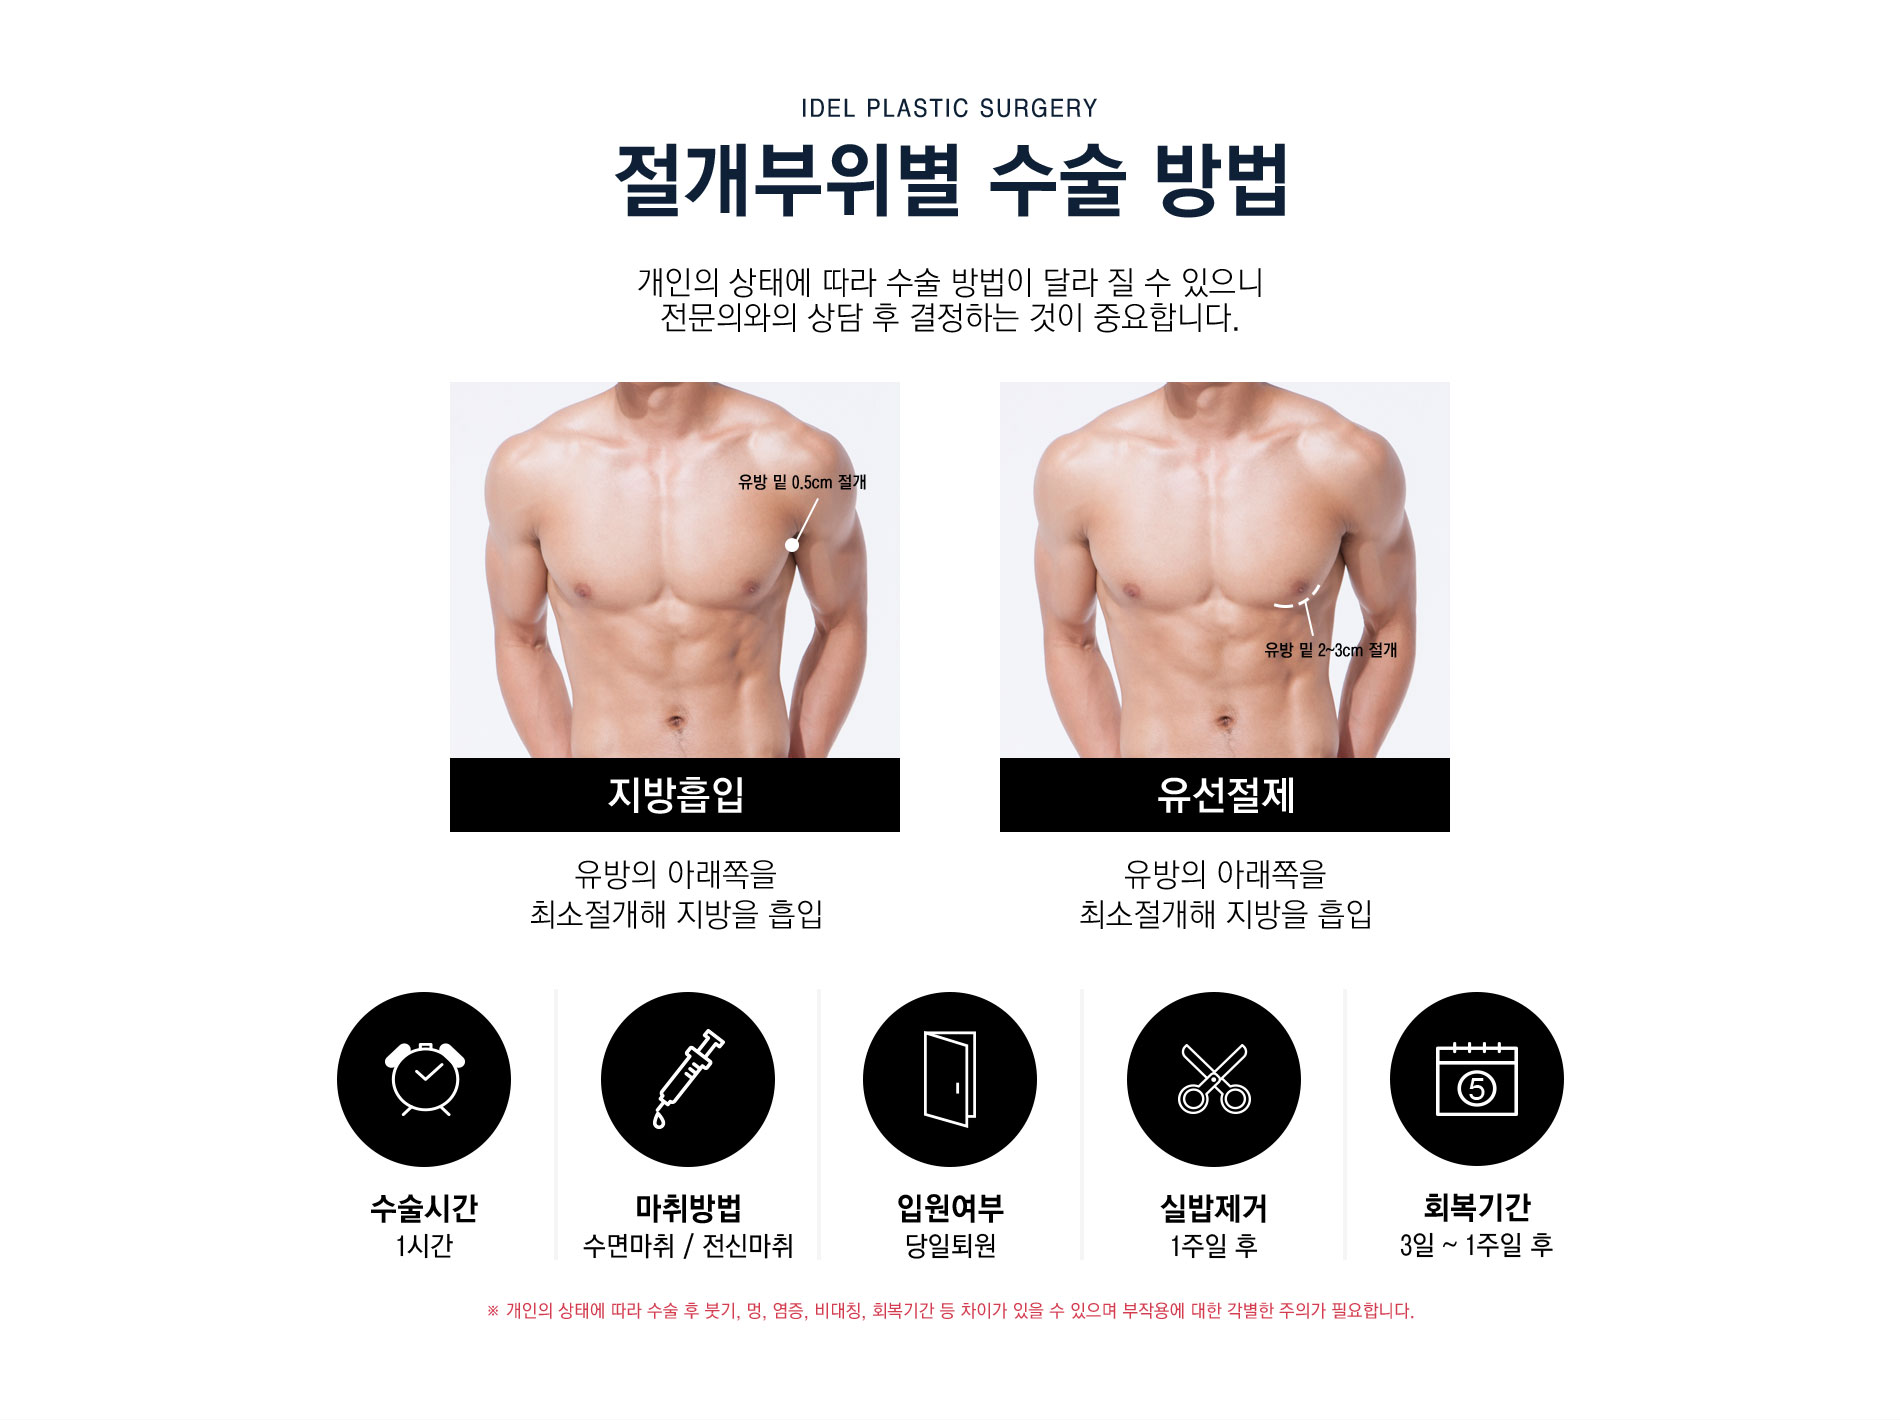 IDEL PLASTIC SURGERY
절개부위별 수술 방법
개인의 상태에 따라 수술 방법이 달라 질 수 있으니
전문의와의 상담 후 결정하는 것이 중요합니다.
유방 밑 0.5cm 절개
유방 밑 2~3cm 절개
지방흡입
유선절제
유방의 아래쪽을
최소절개해 지방을 흡입
유방의 아래쪽을
최소절개해 지방을 흡입
5
수술시간
1시간
마취방법
수면마취 / 전신마취
입원여부
당일퇴원
실밥제거
1주일 후
회복기간
3일 ~ 1주일 후
※ 개인의 상태에 따라 수술 후 붓기, 멍, 염증, 비대칭, 회복기간 등 차이가 있을 수 있으며 부작용에 대한 각별한 주의가 필요합니다.